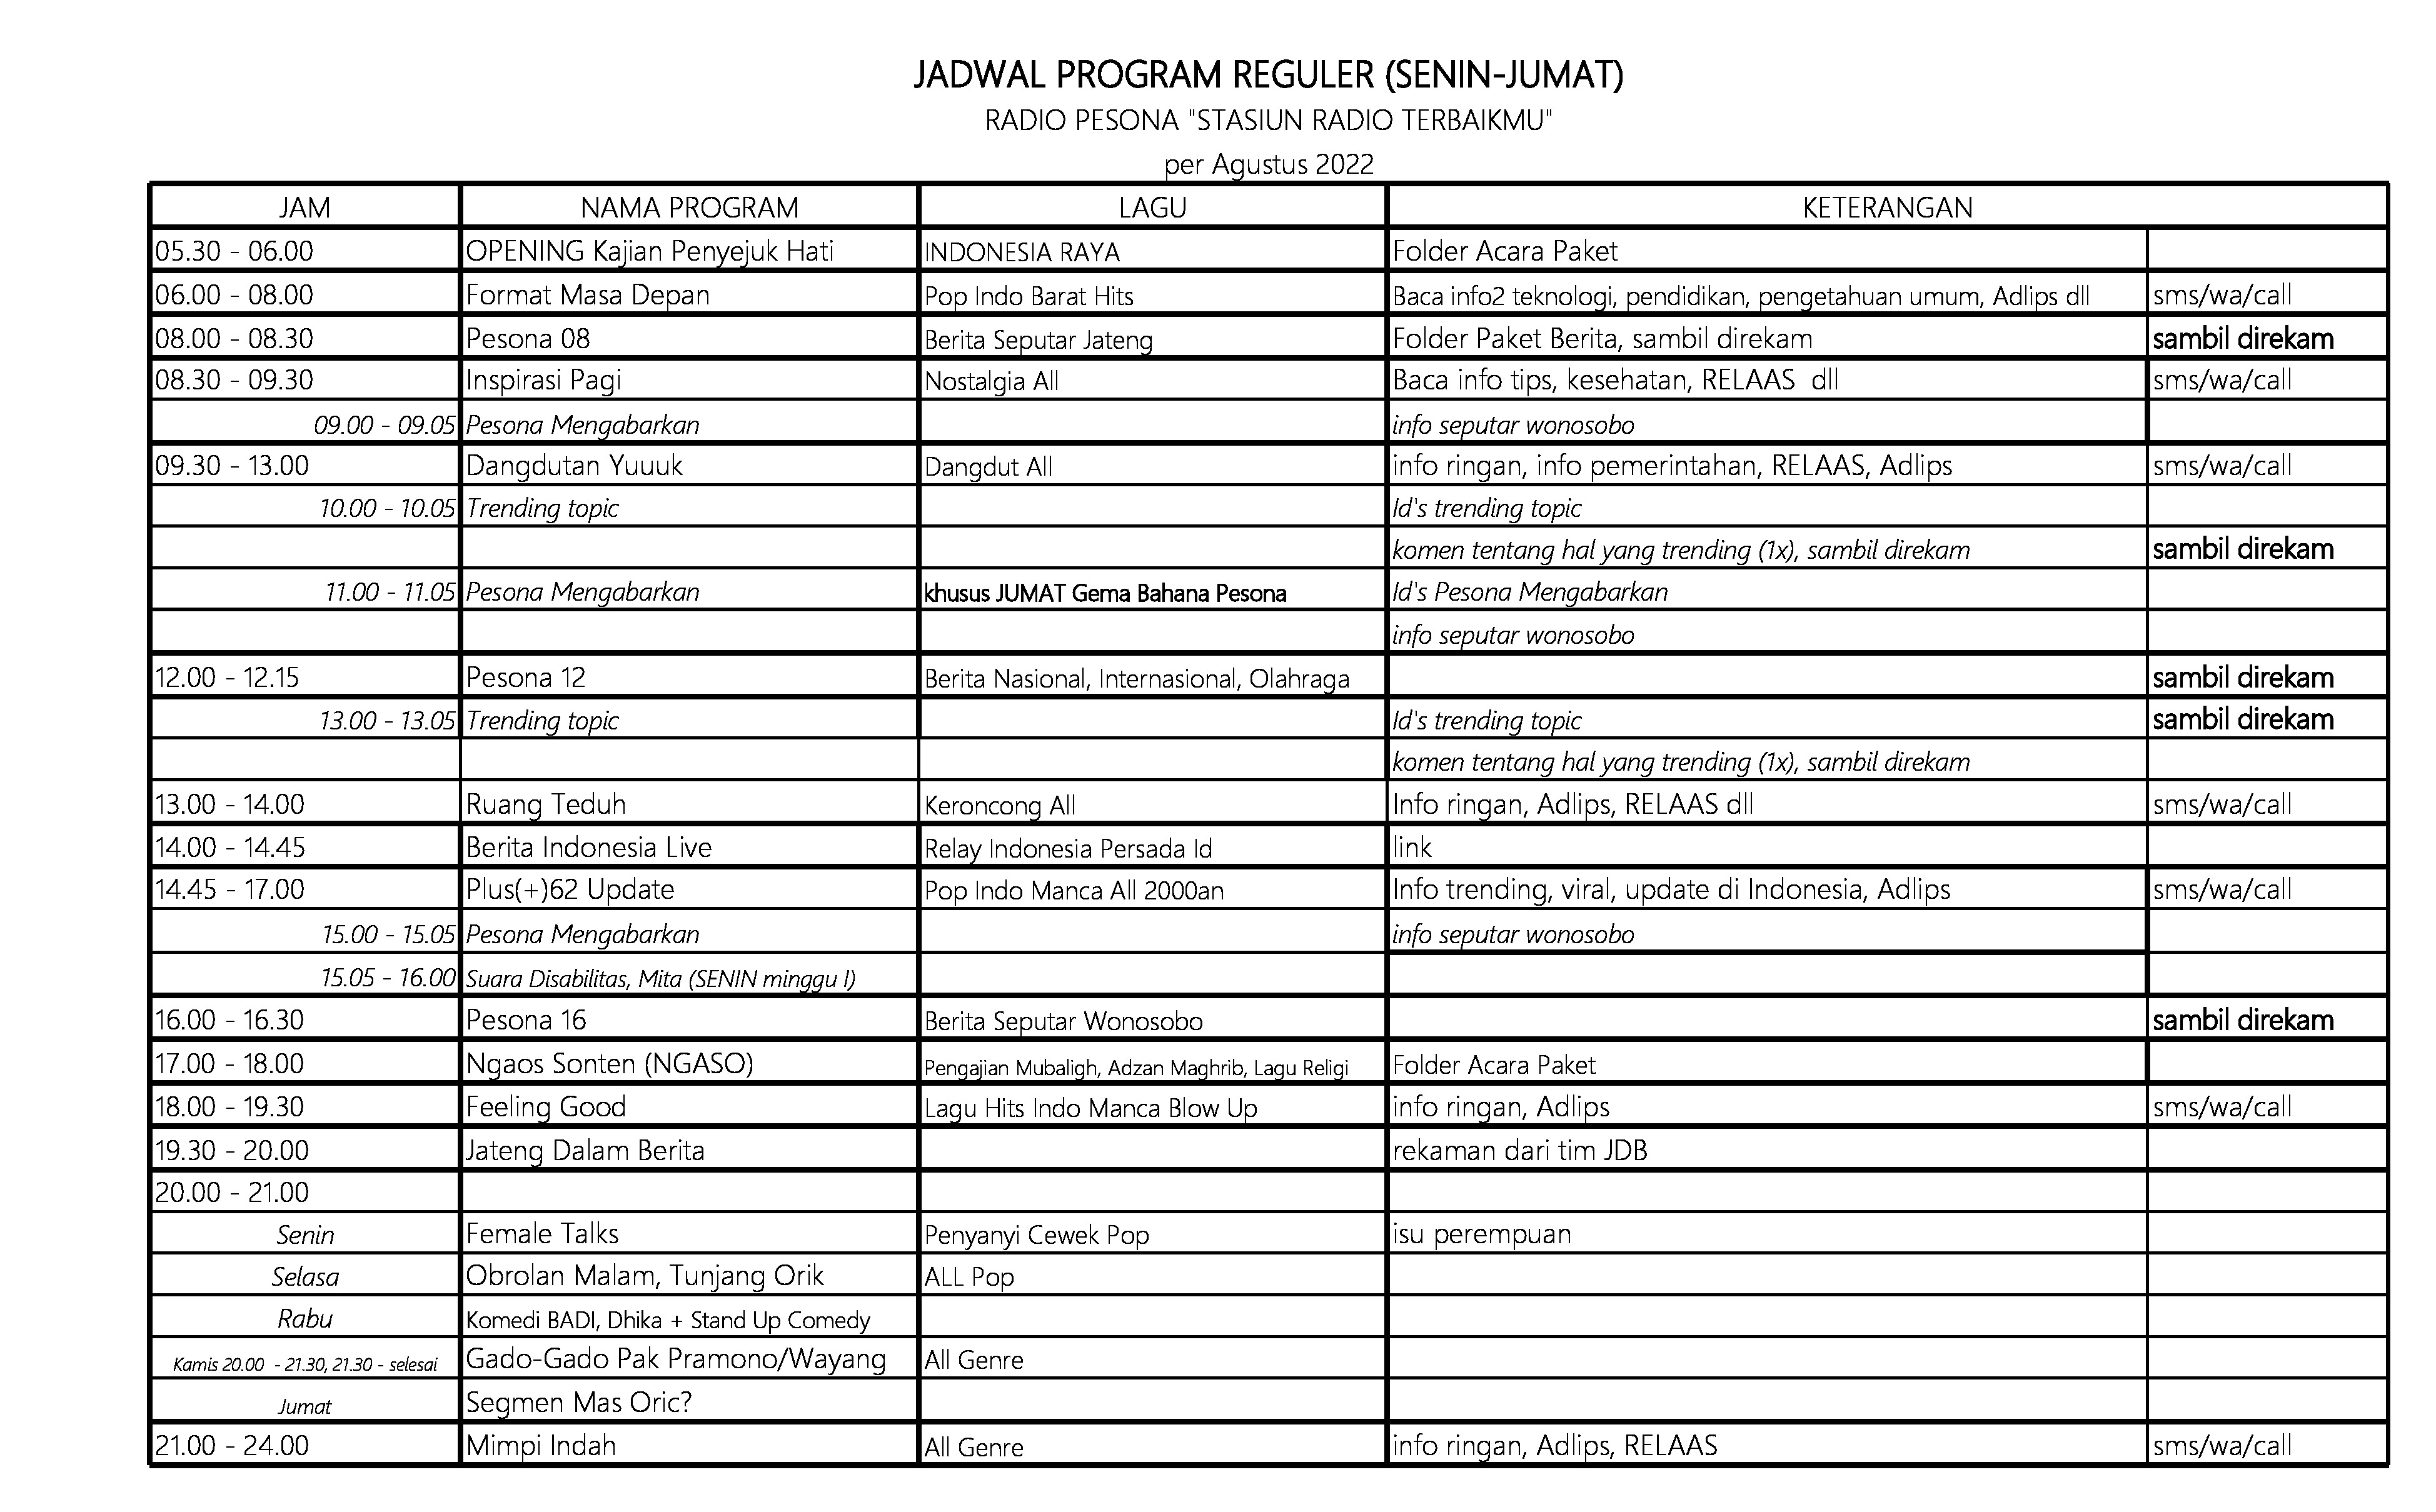 JADWAL PROGRAM REGULER (SENIN-JUMAT)
RADIO PESONA "STASIUN RADIO TERBAIKMU"
per Agustus 2022
JAM NAMA PROGRAM LAGU KETERANGAN
05.30 - 06.00 OPENING Kajian Penyejuk Hati INDONESIA RAYA Folder Acara Paket
06.00 - 08.00 Format Masa Depan Pop Indo Barat Hits Baca info2 teknologi, pendidikan, pengetahuan umum, Adlips dll sms/wa/call
08.00 - 08.30 Pesona 08 Berita Seputar Jateng Folder Paket Berita, sambil direkam sambil direkam
08.30 - 09.30 Inspirasi Pagi Nostalgia All Baca info tips, kesehatan, RELAAS dll sms/wa/call
09.00 - 09.05 Pesona Mengabarkan info seputar wonosobo
09.30 - 13.00 Dangdutan Yuuuk Dangdut All info ringan, info pemerintahan, RELAAS, Adlips sms/wa/call
10.00 - 10.05 Trending topic Id's trending topic
komen tentang hal yang trending (1x), sambil direkam sambil direkam
11.00 - 11.05 Pesona Mengabarkan khusus JUMAT Gema Bahana Pesona Id's Pesona Mengabarkan
info seputar wonosobo
12.00 - 12.15 Pesona 12 Berita Nasional, Internasional, Olahraga sambil direkam
13.00 - 13.05 Trending topic Id's trending topic sambil direkam
komen tentang hal yang trending (1x), sambil direkam
13.00 - 14.00 Ruang Teduh Keroncong All Info ringan, Adlips, RELAAS dll sms/wa/call
14.00 - 14.45 Berita Indonesia Live Relay Indonesia Persada Id link
14.45 - 17.00 Plus(+)62 Update Pop Indo Manca All 2000an Info trending, viral, update di Indonesia, Adlips sms/wa/call
15.00 - 15.05 Pesona Mengabarkan info seputar wonosobo
15.05 - 16.00 Suara Disabilitas, Mita (SENIN minggu I)
16.00 - 16.30 Pesona 16 Berita Seputar Wonosobo sambil direkam
17.00 - 18.00 Ngaos Sonten (NGASO) Pengajian Mubaligh, Adzan Maghrib, Lagu Religi Folder Acara Paket
18.00 - 19.30 Feeling Good Lagu Hits Indo Manca Blow Up info ringan, Adlips sms/wa/call
19.30 - 20.00 Jateng Dalam Berita rekaman dari tim JDB
20.00 - 21.00
Senin Female Talks Penyanyi Cewek Pop isu perempuan
Selasa Obrolan Malam, Tunjang Orik ALL Pop
Rabu Komedi BADI, Dhika + Stand Up Comedy
Kamis 20.00 - 21.30, 21.30 - selesai Gado-Gado Pak Pramono/Wayang All Genre
Jumat Segmen Mas Oric?
21.00 - 24.00 Mimpi Indah All Genre info ringan, Adlips, RELAAS sms/wa/call